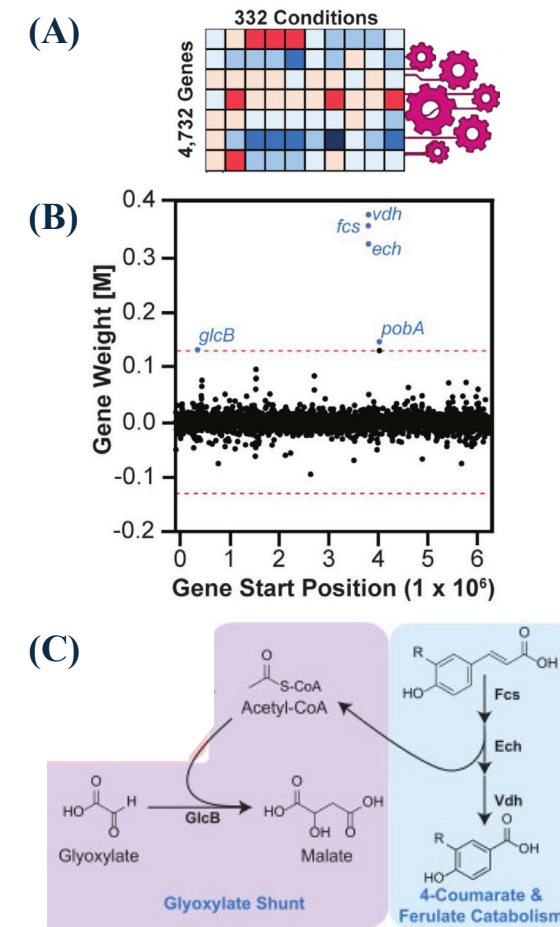 (A)
332 Conditions
4,732 Genes
(B)
Gene Weight [M]
0.4
0.3
0.2
0.1
0.0
-0.1
-0.2
vdh
fcs
ech
glcB
pobA
0 1 2 3 4 5 6
Gene Start Position (1 x 10⁶)
(C)
O
S-CoA
Acetyl-CoA
R
O
OH
HO
Fcs
Ech
Vdh
O
HO
H
O
GlcB
Glyoxylate
O
HO
OH
OH
O
Malate
R
O
OH
HO
Glyoxylate Shunt
4-Coumarate &
Ferulate Catabolism